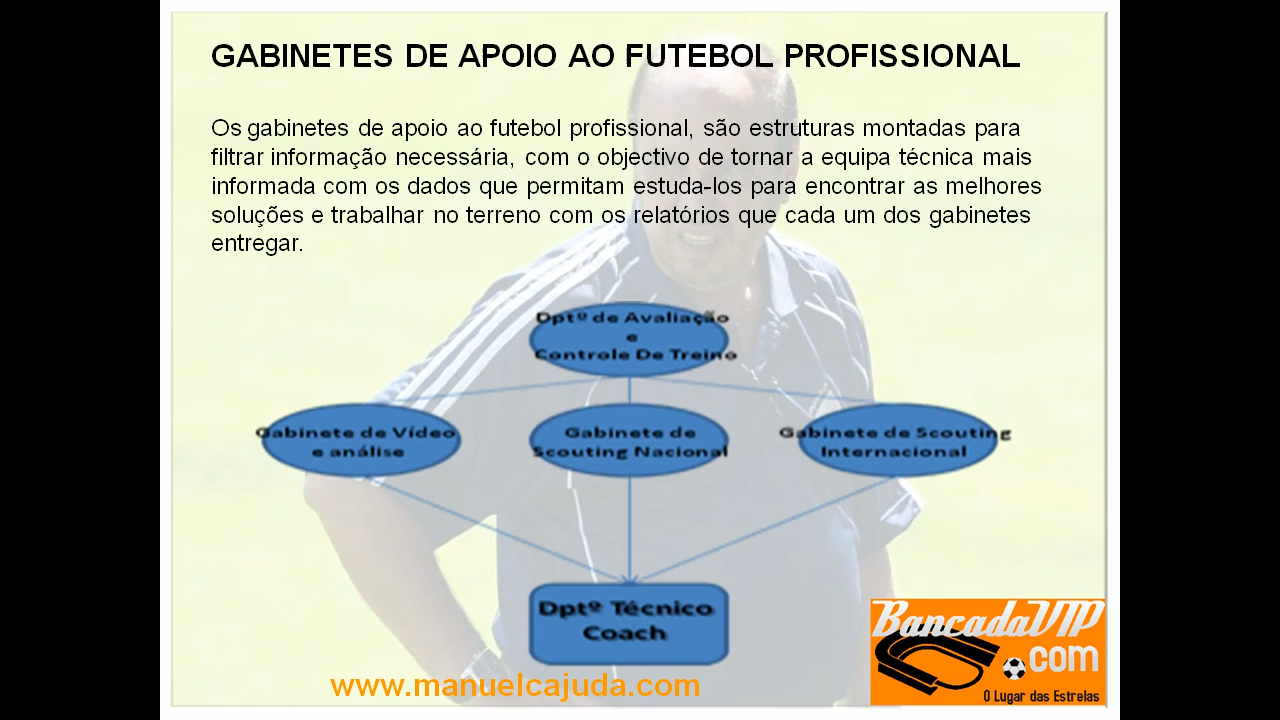 GABINETES DE APOIO AO FUTEBOL PROFISSIONAL
Os gabinetes de apoio ao futebol profissional, são estruturas montadas para
filtrar informação necessária, com o objectivo de tornar a equipa técnica mais
informada com os dados que permitam estuda-los para encontrar as melhores
soluções e trabalhar no terreno com os relatórios que cada um dos gabinetes
entregar.
Dptº de Avaliação
e
Controle De Treino
Gabinete de Vídeo
e análise
Gabinete de
Scouting Nacional
Gabinete de Scouting
Internacional
Dptº Técnico
Coach
www.manuelcajuda.com
BancadaVIP
.com
O Lugar das Estrelas